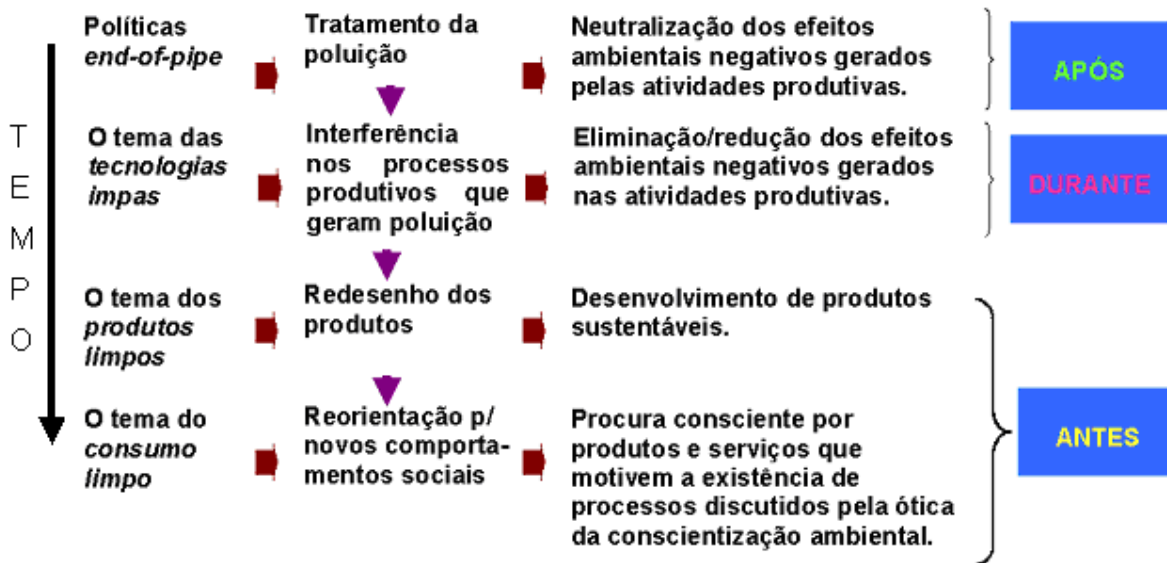 TEMPO
Políticas
end-of-pipe
Tratamento da
poluição
Neutralização dos efeitos
ambientais negativos gerados
pelas atividades produtivas.
APÓS
O tema das
tecnologias
impas
Interferência
nos processos
produtivos que
geram poluição
Eliminação/redução dos efeitos
ambientais negativos gerados
nas atividades produtivas.
DURANTE
O tema dos
produtos
limpos
Redesenho dos
produtos
Desenvolvimento de produtos
sustentáveis.
O tema do
consumo
limpo
Reorientação p/
novos comporta-
mentos sociais
Procura consciente por
produtos e serviços que
motivem a existência de
processos discutidos pela ótica
da conscientização ambiental.
ANTES